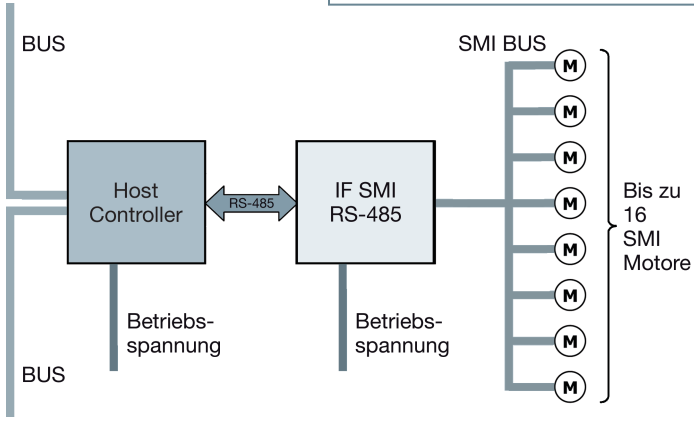 BUS
SMI BUS
M
M
M
M
M
M
M
M
Host
Controller
RS-485
IF SMI
RS-485
Bis zu
16
SMI
Motore
Betriebs-
spannung
Betriebs-
spannung
BUS